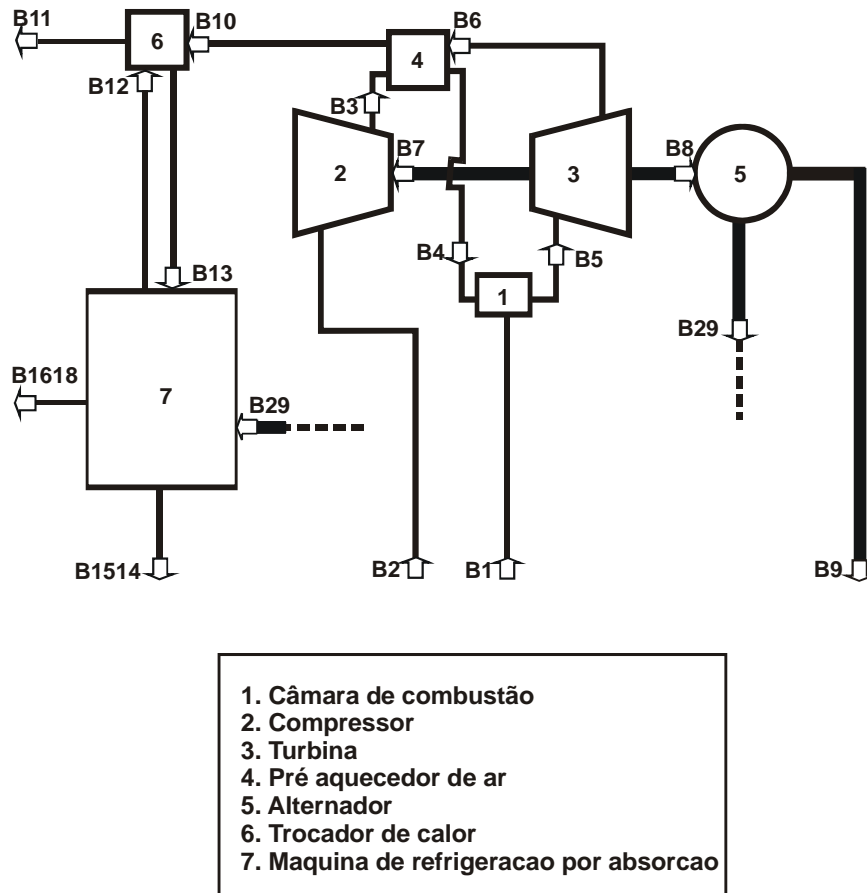 B11
B10
B6
6
4
B12
B3
B7
B8
2
3
5
B4
B5
B13
1
B29
B1618
7
B29
B1514
B2
B1
B9
1. Câmara de combustão
2. Compressor
3. Turbina
4. Pré aquecedor de ar
5. Alternador
6. Trocador de calor
7. Maquina de refrigeracao por absorcao